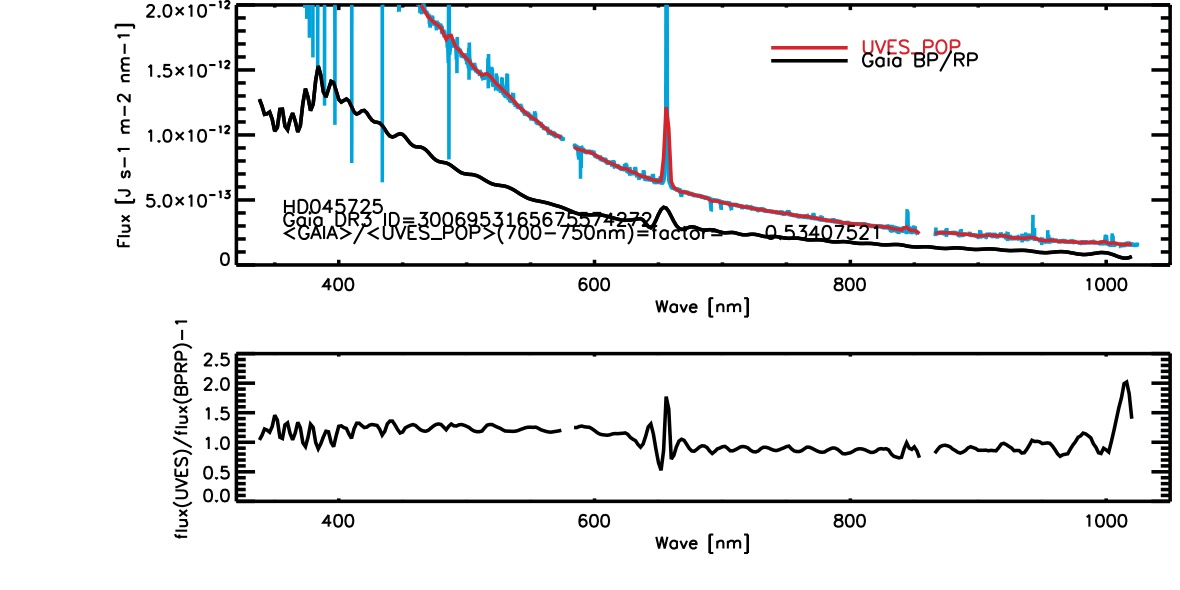 2.0×10−12
1.5×10−12
1.0×10−12
5.0×10−13
0
Flux [J s−1 m−2 nm−1]
UVES_POP
Gaia BP/RP
HD045725
Gaia DR3 ID=3006953165675574272
<GAIA>/<UVES_POP>(700−750nm)=factor= 0.53407521
400 600 800 1000
Wave [nm]
flux(UVES)/flux(BPRP)−1
2.5
2.0
1.5
1.0
0.5
0.0
400 600 800 1000
Wave [nm]